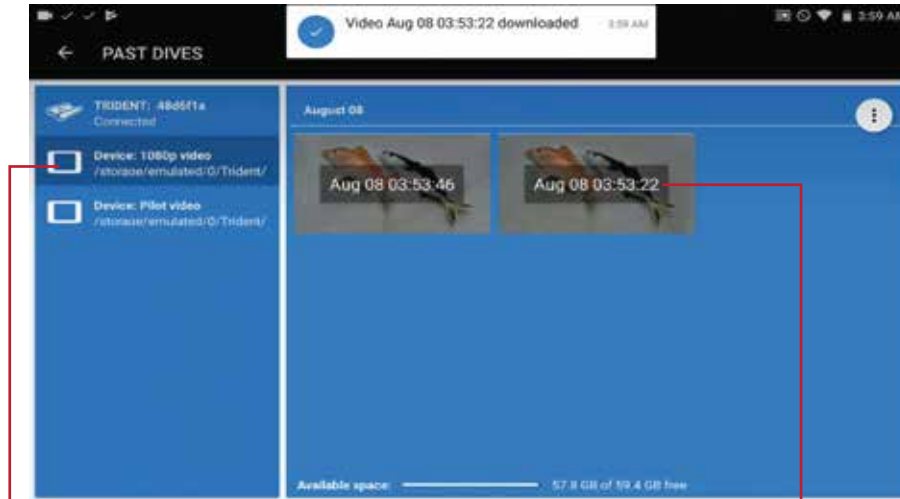 Video Aug 08 03:53:22 downloaded 3:59 AM
3:59 AM
PAST DIVES
TRIDENT: 48d6f1a
Connected
Device: 1080p video
/storage/emulated/0/Trident/
Device: Pilot video
/storage/emulated/0/Trident/
August 08
Aug 08 03:53:46
Aug 08 03:53:22
Available space: 57.8 GB of 59.4 GB free